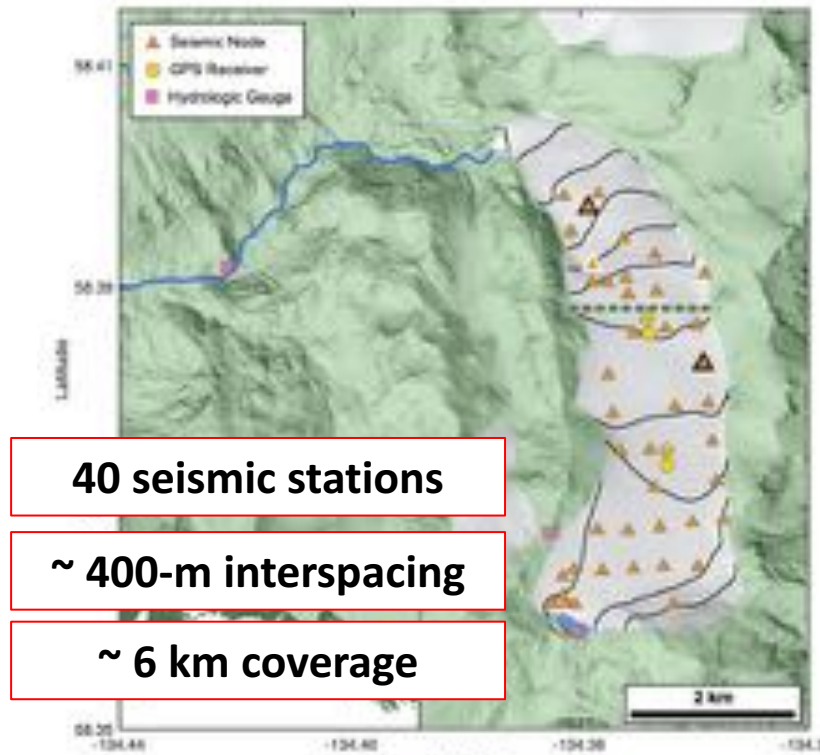 Seismic Node
GPS Receiver
Hydrologic Gauge
58.41
58.39
Latitude
40 seismic stations
~ 400-m interspacing
~ 6 km coverage
2 km
58.35
-134.44
-134.40
-134.36